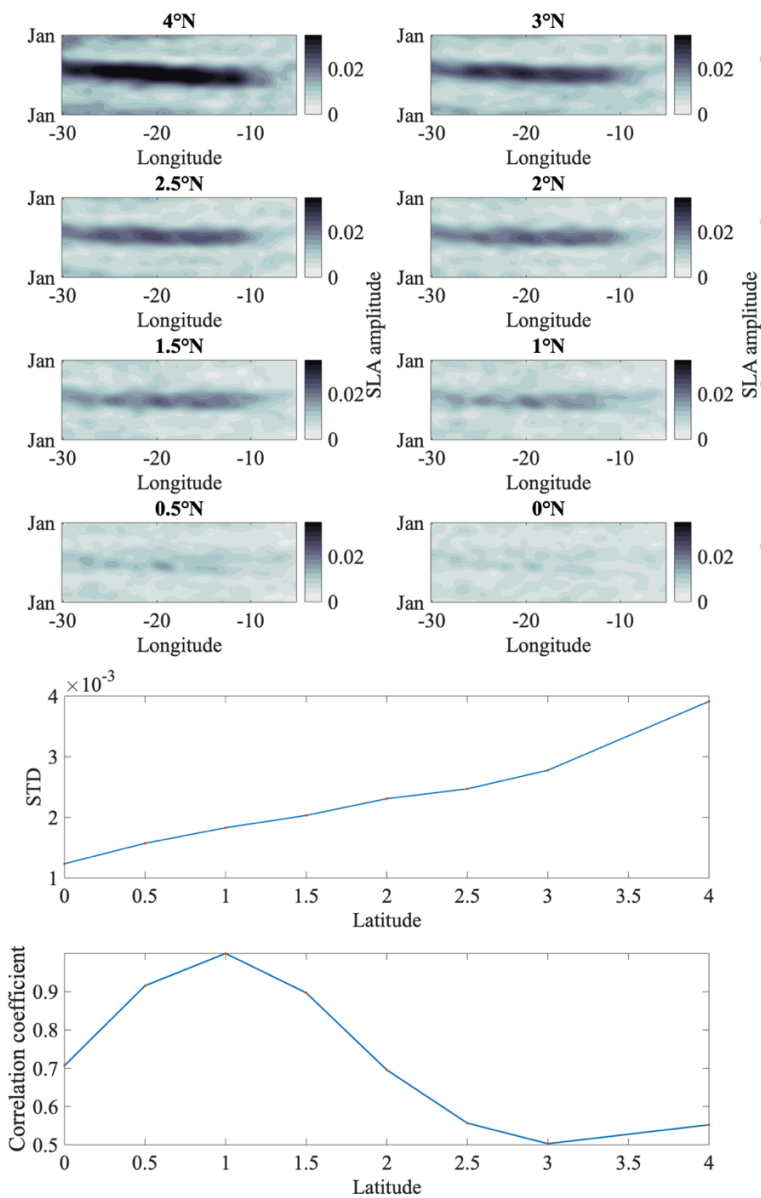 4°N 3°N
Jan Jan
0.02 0.02
0 0
Jan Jan
-30 -20 -10 -30 -20 -10
Longitude Longitude
2.5°N 2°N
Jan Jan
0.02 0.02
0 0
Jan Jan
-30 -20 -10 -30 -20 -10
Longitude Longitude
SLA amplitude SLA amplitude
1.5°N 1°N
Jan Jan
0.02 0.02
0 0
Jan Jan
-30 -20 -10 -30 -20 -10
Longitude Longitude
0.5°N 0°N
Jan Jan
0.02 0.02
0 0
Jan Jan
-30 -20 -10 -30 -20 -10
Longitude Longitude
×10⁻³
4
3
2
1
STD
0 0.5 1 1.5 2 2.5 3 3.5 4
Latitude
0.9
0.8
0.7
0.6
0.5
Correlation coefficient
0 0.5 1 1.5 2 2.5 3 3.5 4
Latitude